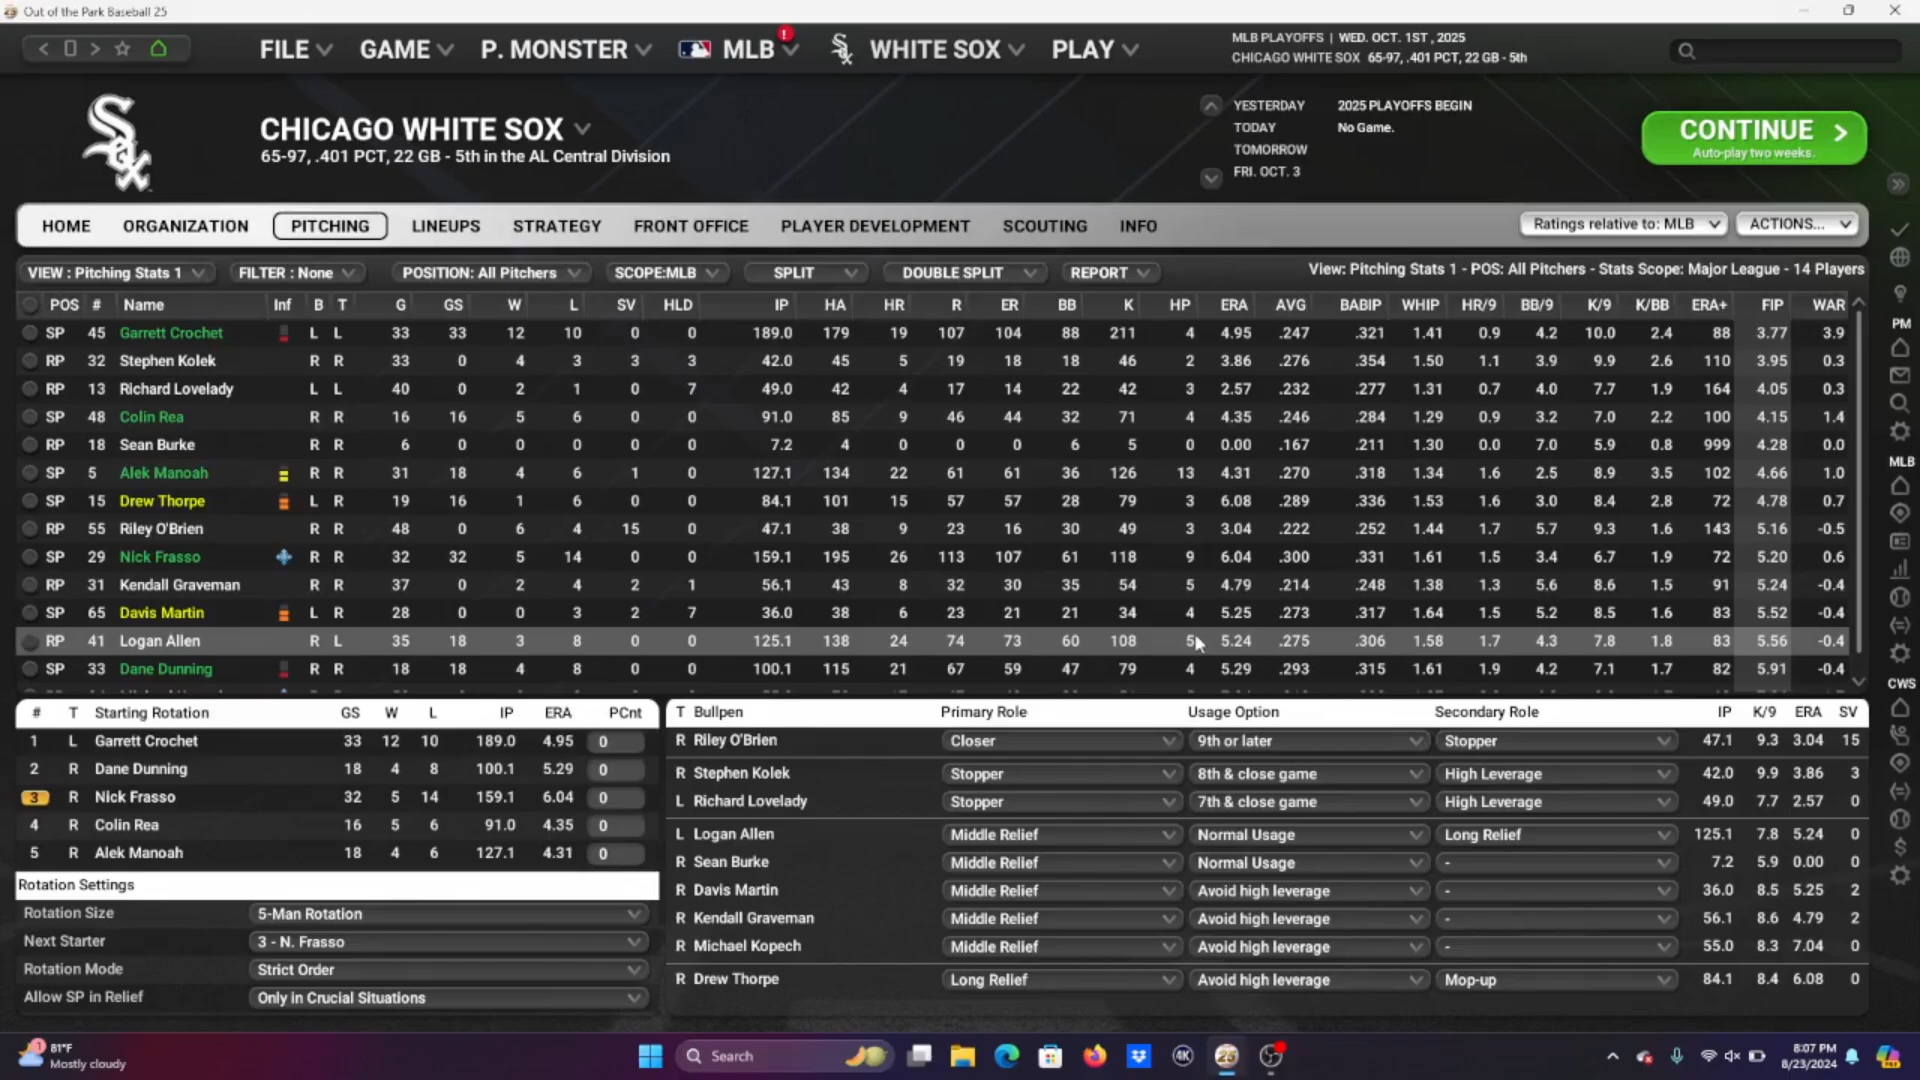 Out of the Park Baseball 25
FILE GAME P. MONSTER MLB WHITE SOX PLAY
MLB PLAYOFFS | WED. OCT. 1ST , 2025
CHICAGO WHITE SOX 65-97, .401 PCT, 22 GB - 5th
CHICAGO WHITE SOX
65-97, .401 PCT, 22 GB - 5th in the AL Central Division
YESTERDAY 2025 PLAYOFFS BEGIN
TODAY No Game.
TOMORROW
FRI. OCT. 3
CONTINUE
Auto-play two weeks.
HOME ORGANIZATION PITCHING LINEUPS STRATEGY FRONT OFFICE PLAYER DEVELOPMENT SCOUTING INFO Ratings relative to: MLB ACTIONS...
VIEW : Pitching Stats 1 FILTER : None POSITION: All Pitchers SCOPE:MLB SPLIT DOUBLE SPLIT REPORT View: Pitching Stats 1 - POS: All Pitchers - Stats Scope: Major League - 14 Players
POS # Name Inf B T G GS W L SV HLD IP HA HR R ER BB K HP ERA AVG BABIP WHIP HR/9 BB/9 K/9 K/BB ERA+ FIP WAR
SP 45 Garrett Crochet L L 33 33 12 10 0 0 189.0 179 19 107 104 88 211 4 4.95 .247 .321 1.41 0.9 4.2 10.0 2.4 88 3.77 3.9
RP 32 Stephen Kolek R R 33 0 4 3 3 3 42.0 45 5 19 18 18 46 2 3.86 .276 .354 1.50 1.1 3.9 9.9 2.6 110 3.95 0.3
RP 13 Richard Lovelady L L 40 0 2 1 0 7 49.0 42 4 17 14 22 42 3 2.57 .232 .277 1.31 0.7 4.0 7.7 1.9 164 4.05 0.3
SP 48 Colin Rea R R 16 16 5 6 0 0 91.0 85 9 46 44 32 71 4 4.35 .246 .284 1.29 0.9 3.2 7.0 2.2 100 4.15 1.4
RP 18 Sean Burke R R 6 0 0 0 0 0 7.2 4 0 0 0 6 5 0 0.00 .167 .211 1.30 0.0 7.0 5.9 0.8 999 4.28 0.0
SP 5 Alek Manoah R R 31 18 4 6 1 0 127.1 134 22 61 61 36 126 13 4.31 .270 .318 1.34 1.6 2.5 8.9 3.5 102 4.66 1.0
SP 15 Drew Thorpe L R 19 16 1 6 0 0 84.1 101 15 57 57 28 79 3 6.08 .289 .336 1.53 1.6 3.0 8.4 2.8 72 4.78 0.7
RP 55 Riley O'Brien R R 48 0 6 4 15 0 47.1 38 9 23 16 30 49 3 3.04 .222 .252 1.44 1.7 5.7 9.3 1.6 143 5.16 -0.5
SP 29 Nick Frasso R R 32 32 5 14 0 0 159.1 195 26 113 107 61 118 9 6.04 .300 .331 1.61 1.5 3.4 6.7 1.9 72 5.20 0.6
RP 31 Kendall Graveman R R 37 0 2 4 2 1 56.1 43 8 32 30 35 54 5 4.79 .214 .248 1.38 1.3 5.6 8.6 1.5 91 5.24 -0.4
SP 65 Davis Martin L R 28 0 0 3 2 7 36.0 38 6 23 21 21 34 4 5.25 .273 .317 1.64 1.5 5.2 8.5 1.6 83 5.52 -0.4
RP 41 Logan Allen R L 35 18 3 8 0 0 125.1 138 24 74 73 60 108 5 5.24 .275 .306 1.58 1.7 4.3 7.8 1.8 83 5.56 -0.4
SP 33 Dane Dunning R R 18 18 4 8 0 0 100.1 115 21 67 59 47 79 4 5.29 .293 .315 1.61 1.9 4.2 7.1 1.7 82 5.91 -0.4
# T Starting Rotation GS W L IP ERA PCnt
1 L Garrett Crochet 33 12 10 189.0 4.95 0
2 R Dane Dunning 18 4 8 100.1 5.29 0
3 R Nick Frasso 32 5 14 159.1 6.04 0
4 R Colin Rea 16 5 6 91.0 4.35 0
5 R Alek Manoah 18 4 6 127.1 4.31 0
Rotation Settings
Rotation Size 5-Man Rotation
Next Starter 3 - N. Frasso
Rotation Mode Strict Order
Allow SP in Relief Only in Crucial Situations
T Bullpen Primary Role Usage Option Secondary Role IP K/9 ERA SV
R Riley O'Brien Closer 9th or later Stopper 47.1 9.3 3.04 15
R Stephen Kolek Stopper 8th & close game High Leverage 42.0 9.9 3.86 3
L Richard Lovelady Stopper 7th & close game High Leverage 49.0 7.7 2.57 0
L Logan Allen Middle Relief Normal Usage Long Relief 125.1 7.8 5.24 0
R Sean Burke Middle Relief Normal Usage - 7.2 5.9 0.00 0
R Davis Martin Middle Relief Avoid high leverage - 36.0 8.5 5.25 2
R Kendall Graveman Middle Relief Avoid high leverage - 56.1 8.6 4.79 2
R Michael Kopech Middle Relief Avoid high leverage - 55.0 8.3 7.04 0
R Drew Thorpe Long Relief Avoid high leverage Mop-up 84.1 8.4 6.08 0
PM
MLB
CWS
81°F
Mostly cloudy
Search
4K
25
8:07 PM
8/23/2024